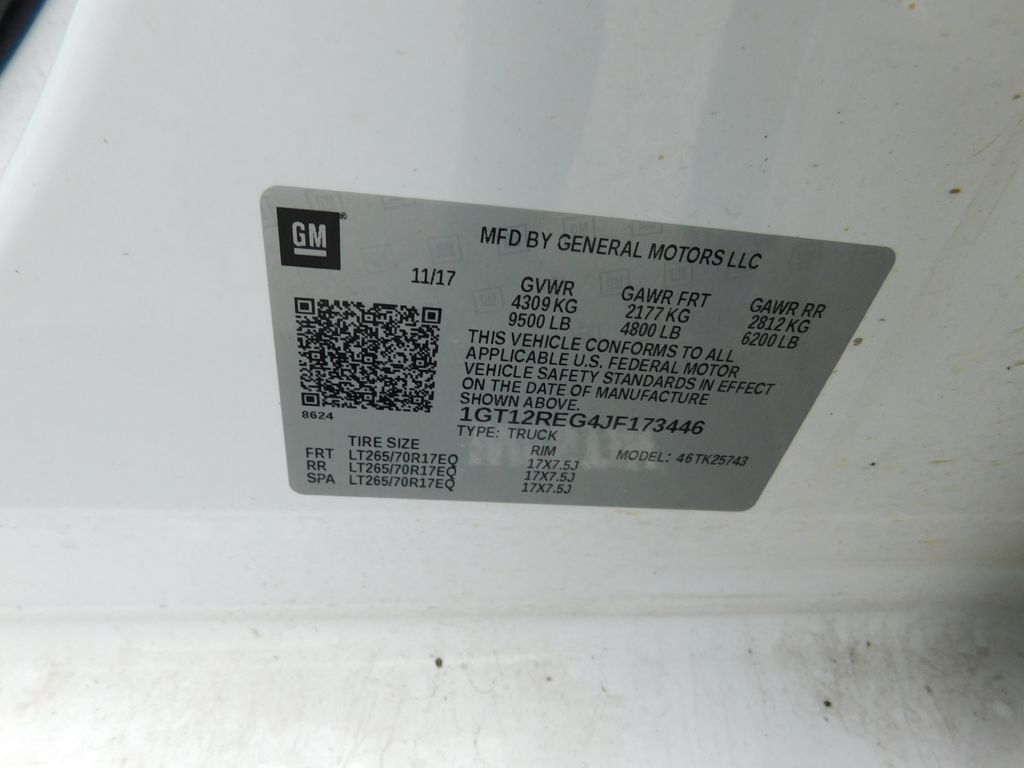 GM
MFD BY GENERAL MOTORS LLC
11/17
GVWR GAWR FRT GAWR RR
4309 KG 2177 KG 2812 KG
9500 LB 4800 LB 6200 LB
THIS VEHICLE CONFORMS TO ALL
APPLICABLE U.S. FEDERAL MOTOR
VEHICLE SAFETY STANDARDS IN EFFECT
ON THE DATE OF MANUFACTURE
SHOWN ABOVE.
8624
1GT12REG4JF173446
TYPE: TRUCK
TIRE SIZE RIM MODEL: 46TK25743
FRT LT265/70R17EQ 17X7.5J
RR LT265/70R17EQ 17X7.5J
SPA LT265/70R17EQ 17X7.5J